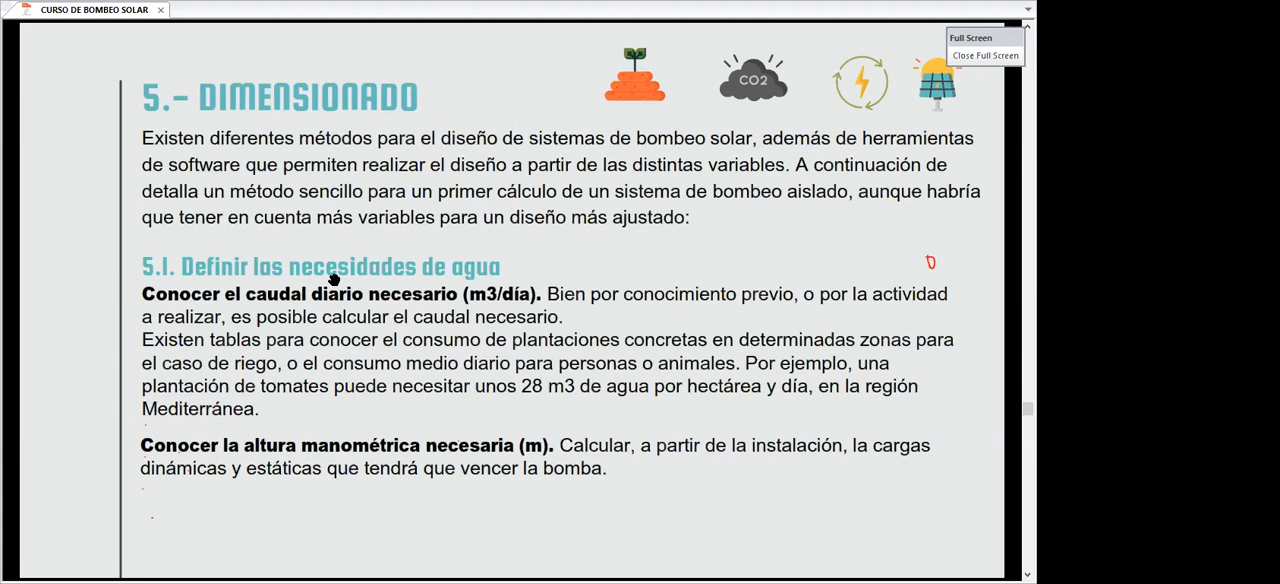 CURSO DE BOMBEO SOLAR
Full Screen
Close Full Screen
CO2
5.- DIMENSIONADO
Existen diferentes métodos para el diseño de sistemas de bombeo solar, además de herramientas
de software que permiten realizar el diseño a partir de las distintas variables. A continuación de
detalla un método sencillo para un primer cálculo de un sistema de bombeo aislado, aunque habría
que tener en cuenta más variables para un diseño más ajustado:
5.1. Definir las necesidades de agua
Conocer el caudal diario necesario (m3/día). Bien por conocimiento previo, o por la actividad
a realizar, es posible calcular el caudal necesario.
Existen tablas para conocer el consumo de plantaciones concretas en determinadas zonas para
el caso de riego, o el consumo medio diario para personas o animales. Por ejemplo, una
plantación de tomates puede necesitar unos 28 m3 de agua por hectárea y día, en la región
Mediterránea.
Conocer la altura manométrica necesaria (m). Calcular, a partir de la instalación, la cargas
dinámicas y estáticas que tendrá que vencer la bomba.